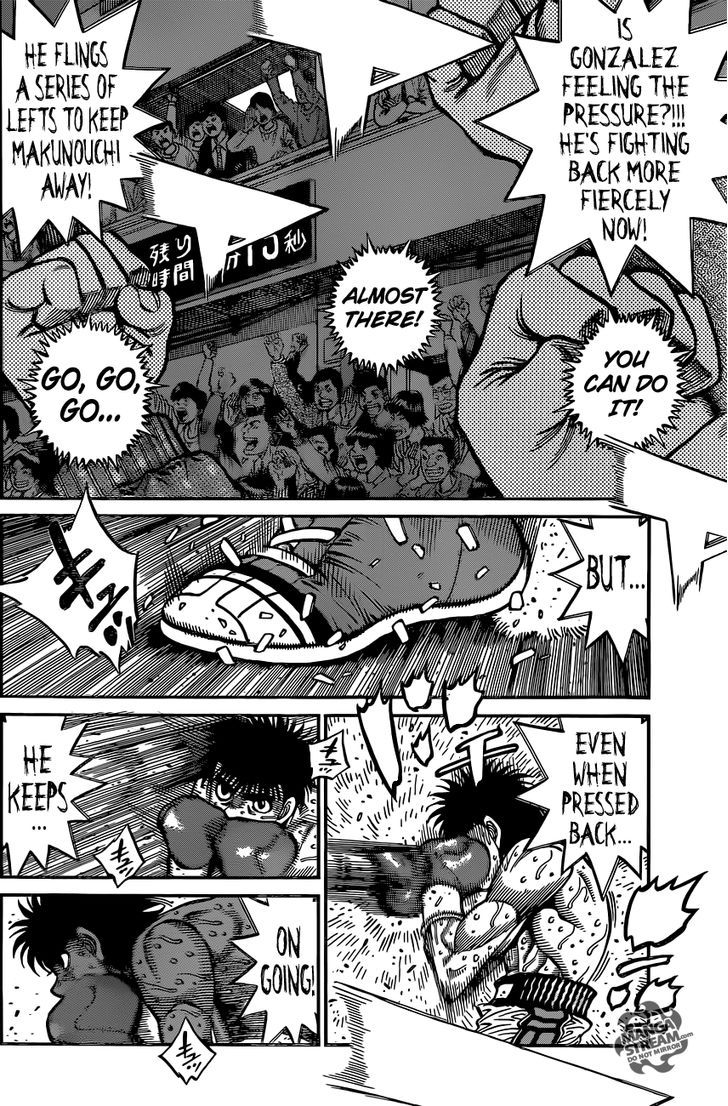 IS
GONZALEZ
FEELING THE
PRESSURE?!!!
HE'S FIGHTING
BACK MORE
FIERCELY
NOW!
HE FLINGS
A SERIES OF
LEFTS TO KEEP
MAKUNOUCHI
AWAY!
残り
時間
秒
ALMOST
THERE!
YOU
CAN DO
IT!
GO, GO,
GO...
BUT...
EVEN
WHEN
PRESSED
BACK...
HE
KEEPS
...
ON
GOING!
MANGA
STREAM.com
DO NOT MIRROR